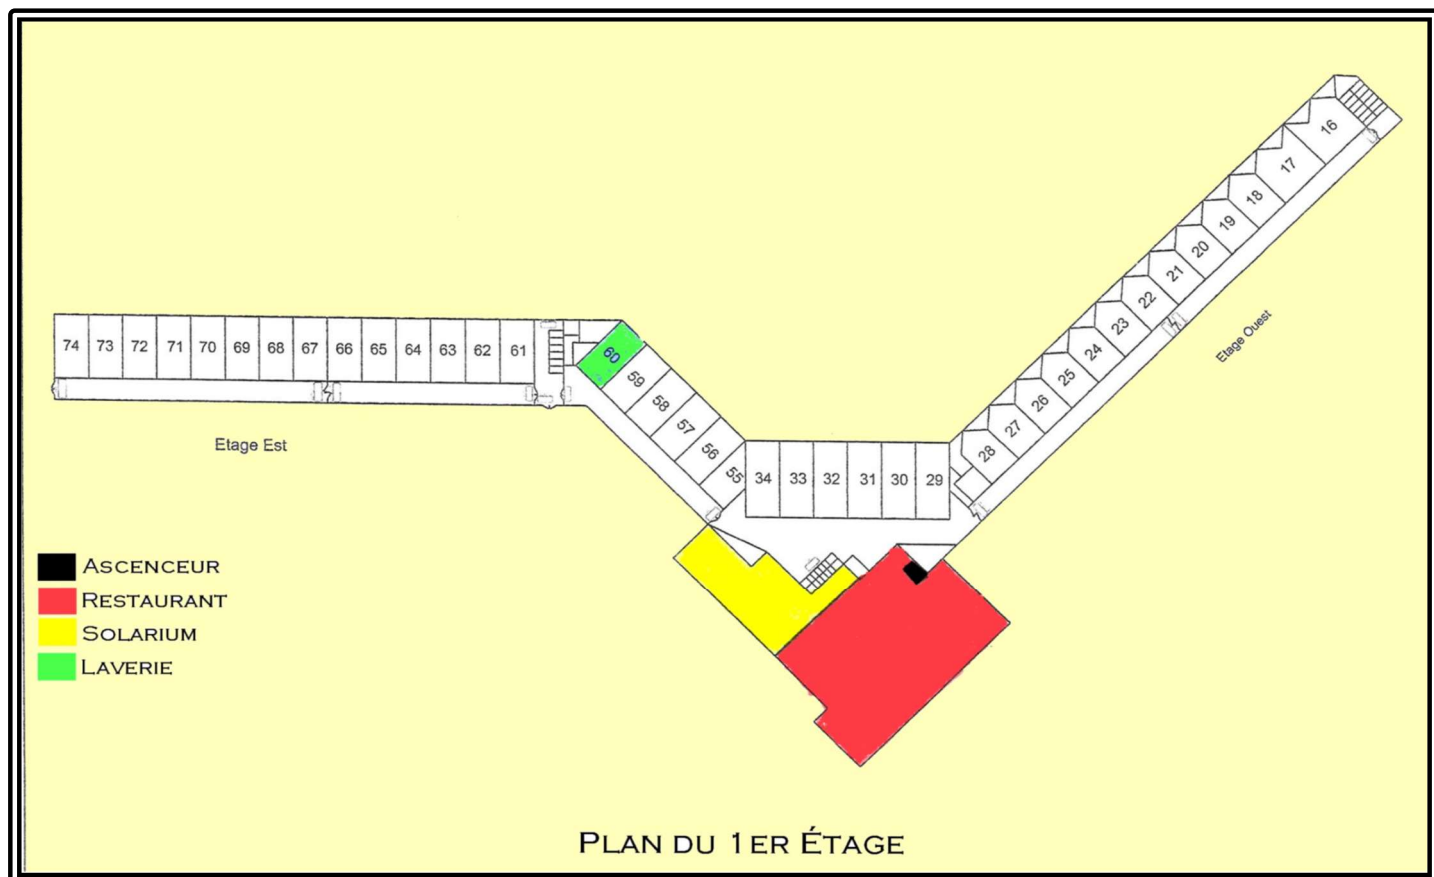 16
17
18
19
20
21
22
23
24
25
26
27
28
Etage Ouest
74 73 72 71 70 69 68 67 66 65 64 63 62 61
60
59
58
57
56
55
34 33 32 31 30 29
Etage Est
ASCENCEUR
RESTAURANT
SOLARIUM
LAVERIE
PLAN DU 1ER ÉTAGE